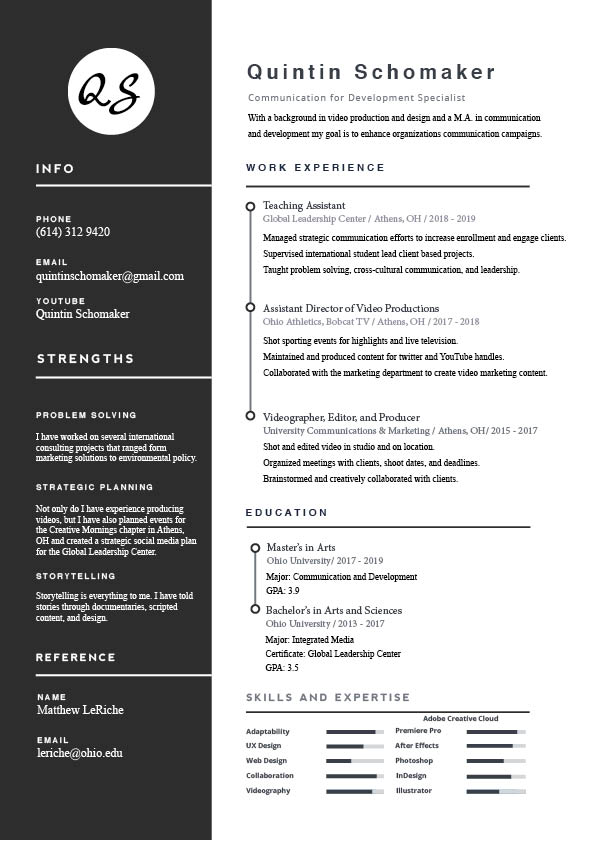 QS
INFO
PHONE
(614) 312 9420
EMAIL
quintinschomaker@gmail.com
YOUTUBE
Quintin Schomaker
STRENGTHS
PROBLEM SOLVING
I have worked on several international
consulting projects that ranged form
marketing solutions to environmental policy.
STRATEGIC PLANNING
Not only do I have experience producing
videos, but I have also planned events for
the Creative Mornings chapter in Athens,
OH and created a strategic social media plan
for the Global Leadership Center.
STORYTELLING
Storytelling is everything to me. I have told
stories through documentaries, scripted
content, and design.
REFERENCE
NAME
Matthew LeRiche
EMAIL
leriche@ohio.edu
Quintin Schomaker
Communication for Development Specialist
With a background in video production and design and a M.A. in communication
and development my goal is to enhance organizations communication campaigns.
WORK EXPERIENCE
Teaching Assistant
Global Leadership Center / Athens, OH / 2018 - 2019
Managed strategic communication efforts to increase enrollment and engage clients.
Supervised international student lead client based projects.
Taught problem solving, cross-cultural communication, and leadership.
Assistant Director of Video Productions
Ohio Athletics, Bobcat TV / Athens, OH / 2017 - 2018
Shot sporting events for highlights and live television.
Maintained and produced content for twitter and YouTube handles.
Collaborated with the marketing department to create video marketing content.
Videographer, Editor, and Producer
University Communications & Marketing / Athens, OH/ 2015 - 2017
Shot and edited video in studio and on location.
Organized meetings with clients, shoot dates, and deadlines.
Brainstormed and creatively collaborated with clients.
EDUCATION
Master's in Arts
Ohio University/ 2017 - 2019
Major: Communication and Development
GPA: 3.9
Bachelor's in Arts and Sciences
Ohio University / 2013 - 2017
Major: Integrated Media
Certificate: Global Leadership Center
GPA: 3.5
SKILLS AND EXPERTISE
Adaptability
UX Design
Web Design
Collaboration
Videography
Adobe Creative Cloud
Premiere Pro
After Effects
Photoshop
InDesign
Illustrator